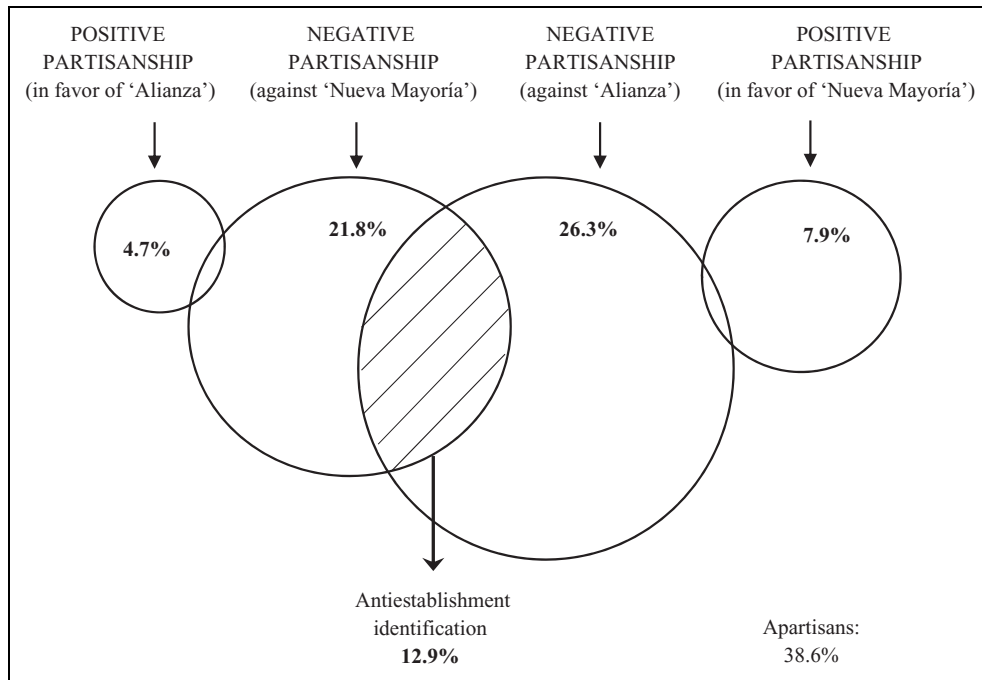 POSITIVE
PARTISANSHIP
(in favor of ‘Alianza’)
NEGATIVE
PARTISANSHIP
(against ‘Nueva Mayoría’)
NEGATIVE
PARTISANSHIP
(against ‘Alianza’)
POSITIVE
PARTISANSHIP
(in favor of ‘Nueva Mayoría’)
4.7%
21.8%
26.3%
7.9%
Antiestablishment
identification
12.9%
Apartisans:
38.6%